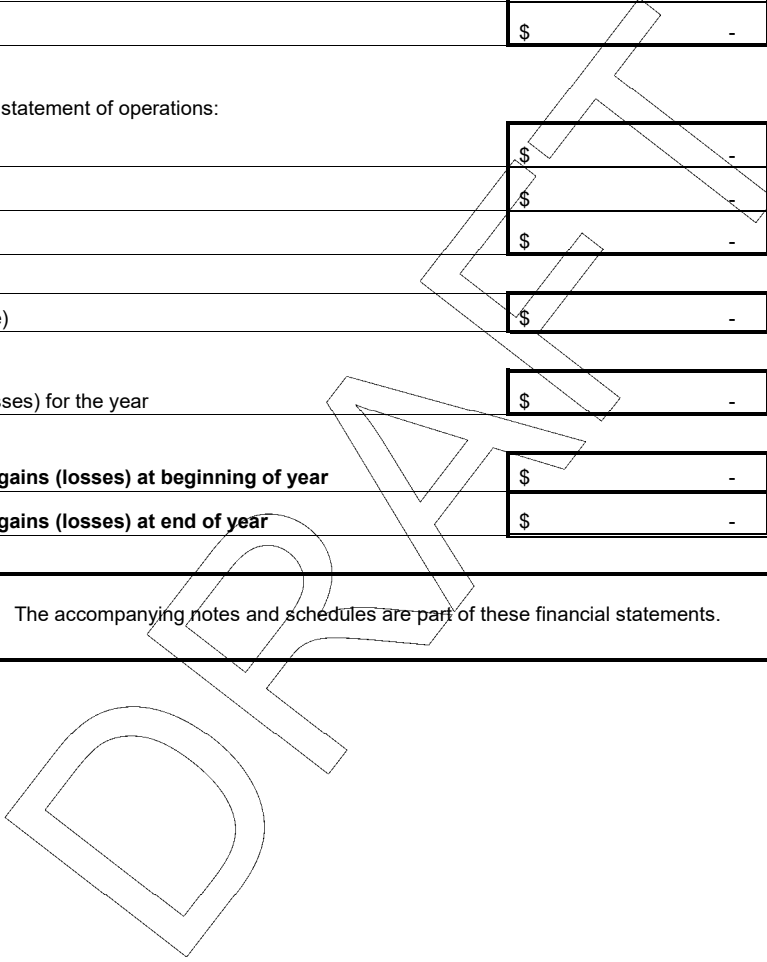 $ -
statement of operations:
$ -
$ -
$ -
e) $ -
sses) for the year $ -
gains (losses) at beginning of year $ -
gains (losses) at end of year $ -
The accompanying notes and schedules are part of these financial statements.
DRAFT